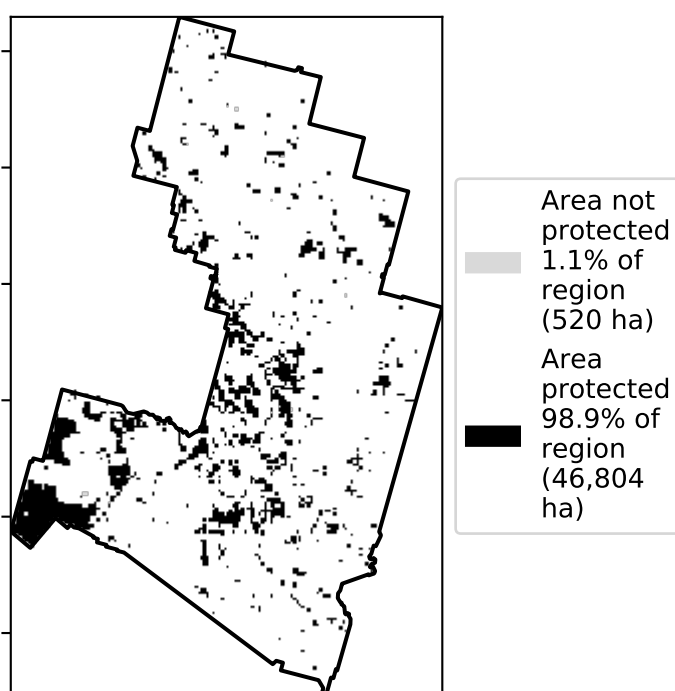 Area not
protected
1.1% of
region
(520 ha)
Area
protected
98.9% of
region
(46,804
ha)